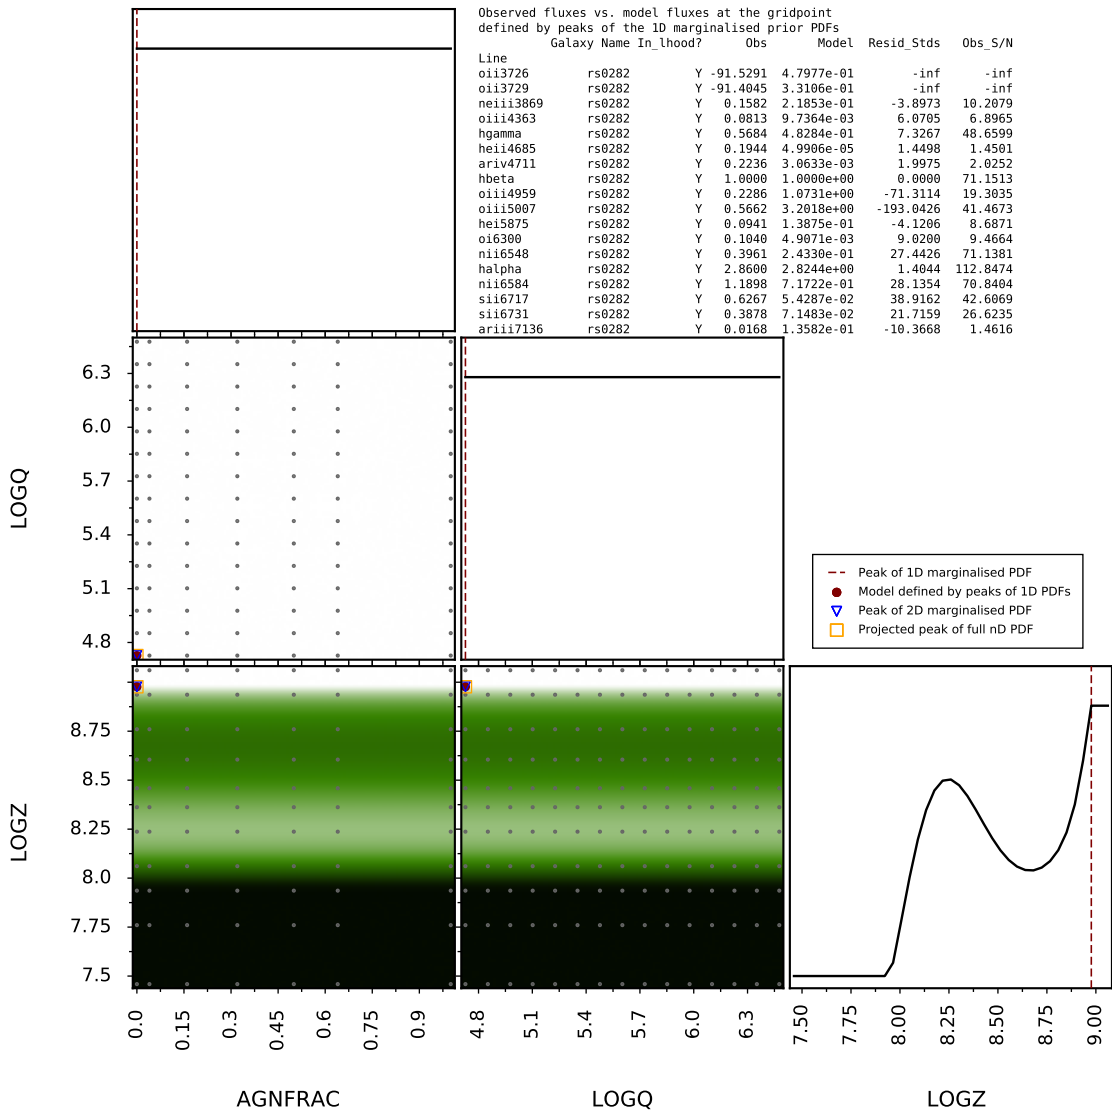 Observed fluxes vs. model fluxes at the gridpoint
defined by peaks of the 1D marginalised prior PDFs
Galaxy Name In_lhood? Obs Model Resid_Stds Obs_S/N
Line
oii3726 rs0282 Y -91.5291 4.7977e-01 -inf -inf
oii3729 rs0282 Y -91.4045 3.3106e-01 -inf -inf
neiii3869 rs0282 Y 0.1582 2.1853e-01 -3.8973 10.2079
oiii4363 rs0282 Y 0.0813 9.7364e-03 6.0705 6.8965
hgamma rs0282 Y 0.5684 4.8284e-01 7.3267 48.6599
heii4685 rs0282 Y 0.1944 4.9906e-05 1.4498 1.4501
ariv4711 rs0282 Y 0.2236 3.0633e-03 1.9975 2.0252
hbeta rs0282 Y 1.0000 1.0000e+00 0.0000 71.1513
oiii4959 rs0282 Y 0.2286 1.0731e+00 -71.3114 19.3035
oiii5007 rs0282 Y 0.5662 3.2018e+00 -193.0426 41.4673
hei5875 rs0282 Y 0.0941 1.3875e-01 -4.1206 8.6871
oi6300 rs0282 Y 0.1040 4.9071e-03 9.0200 9.4664
nii6548 rs0282 Y 0.3961 2.4330e-01 27.4426 71.1381
halpha rs0282 Y 2.8600 2.8244e+00 1.4044 112.8474
nii6584 rs0282 Y 1.1898 7.1722e-01 28.1354 70.8404
sii6717 rs0282 Y 0.6267 5.4287e-02 38.9162 42.6069
sii6731 rs0282 Y 0.3878 7.1483e-02 21.7159 26.6235
ariii7136 rs0282 Y 0.0168 1.3582e-01 -10.3668 1.4616
LOGQ
6.3
6.0
5.7
5.4
5.1
4.8
Peak of 1D marginalised PDF
Model defined by peaks of 1D PDFs
Peak of 2D marginalised PDF
Projected peak of full nD PDF
LOGZ
8.75
8.5
8.25
8.0
7.75
7.5
0.0 0.15 0.3 0.45 0.6 0.75 0.9
4.8 5.1 5.4 5.7 6.0 6.3
7.50 7.75 8.00 8.25 8.50 8.75 9.00
AGNFRAC LOGQ LOGZ